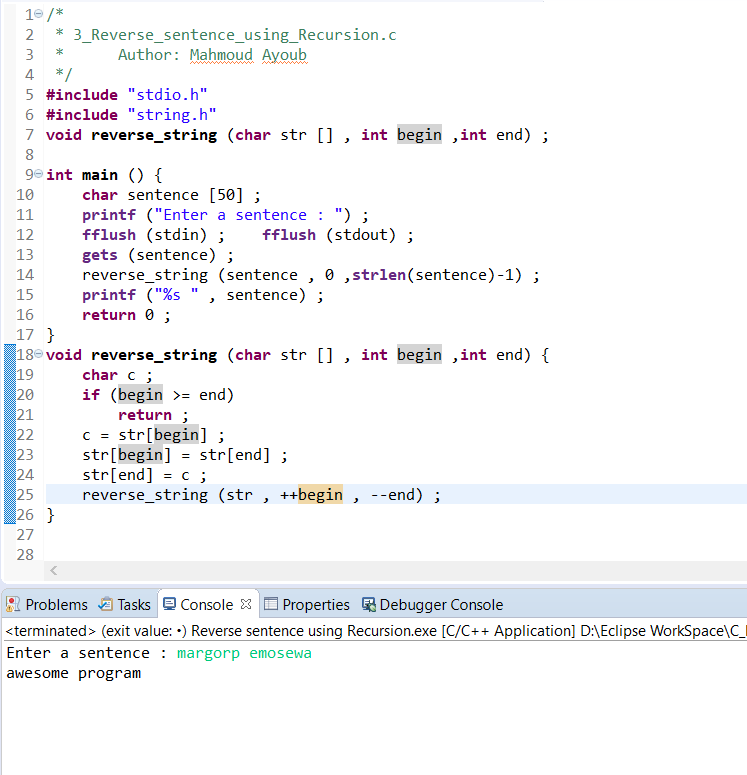 1 /*
2  * 3_Reverse_sentence_using_Recursion.c
3  *      Author: Mahmoud Ayoub
4  */
5 #include "stdio.h"
6 #include "string.h"
7 void reverse_string (char str [] , int begin ,int end) ;
8
9 int main () {
10     char sentence [50] ;
11     printf ("Enter a sentence : ") ;
12     fflush (stdin) ;    fflush (stdout) ;
13     gets (sentence) ;
14     reverse_string (sentence , 0 ,strlen(sentence)-1) ;
15     printf ("%s " , sentence) ;
16     return 0 ;
17 }
18 void reverse_string (char str [] , int begin ,int end) {
19     char c ;
20     if (begin >= end)
21         return ;
22     c = str[begin] ;
23     str[begin] = str[end] ;
24     str[end] = c ;
25     reverse_string (str , ++begin , --end) ;
26 }
27
28
Problems Tasks Console Properties Debugger Console
<terminated> (exit value: •) Reverse sentence using Recursion.exe [C/C++ Application] D:\Eclipse WorkSpace\C_
Enter a sentence : margorp emosewa
awesome program